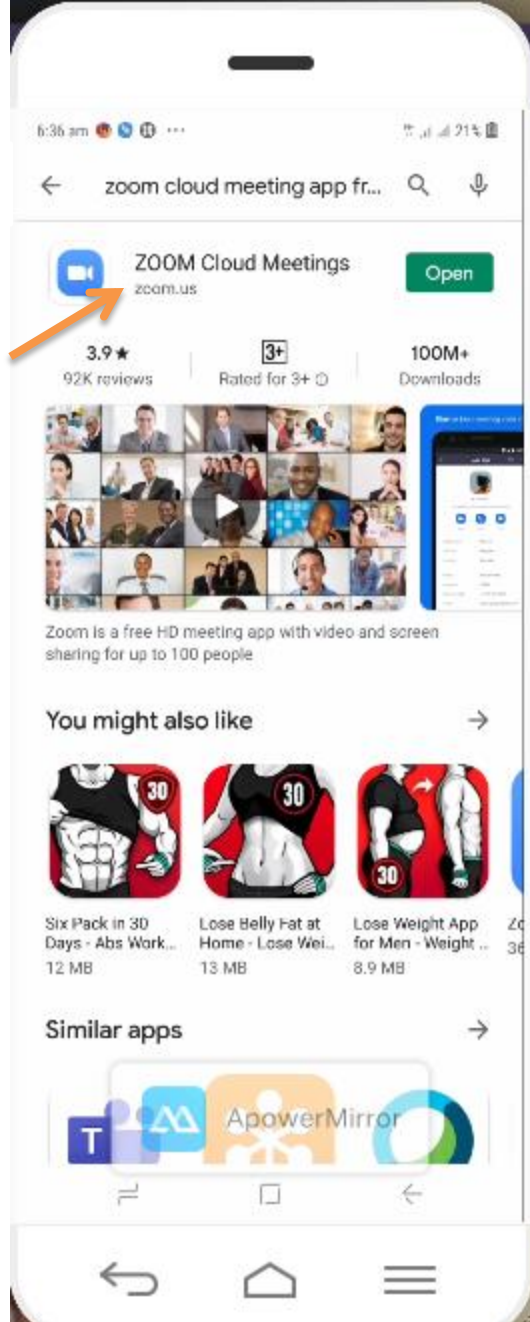 6:36 am ...
21%
zoom cloud meeting app fr...
ZOOM Cloud Meetings
zoom.us
Open
3.9★
92K reviews
3+
Rated for 3+
100M+
Downloads
Zoom is a free HD meeting app with video and screen
sharing for up to 100 people
You might also like
30
30
30
Six Pack in 30
Days - Abs Work..
12 MB
Lose Belly Fat at
Home - Lose Wei..
13 MB
Lose Weight App
for Men - Weight ..
8.9 MB
Zo
36
Similar apps
T
ApowerMirror